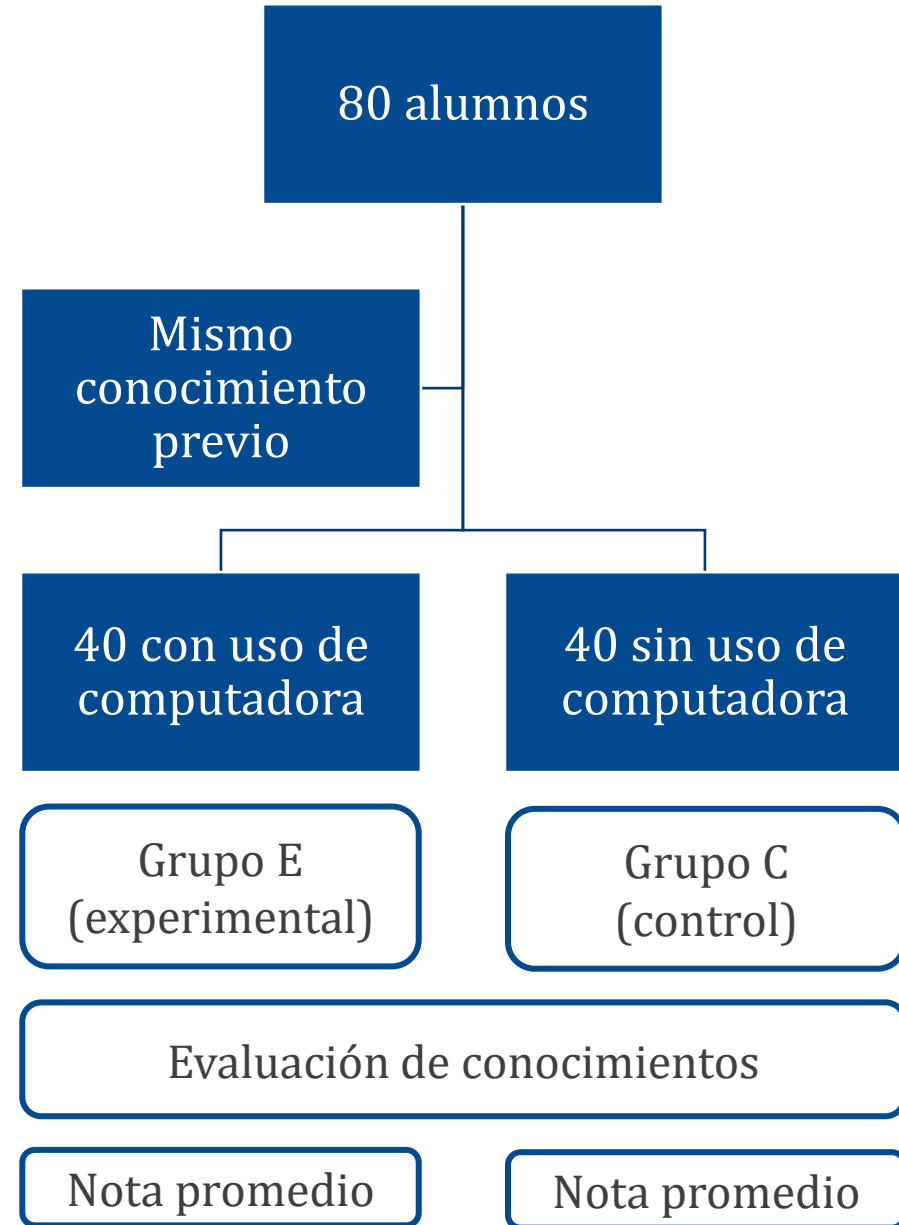 80 alumnos
Mismo
conocimiento
previo
40 con uso de
computadora
40 sin uso de
computadora
Grupo E
(experimental)
Grupo C
(control)
Evaluación de conocimientos
Nota promedio
Nota promedio